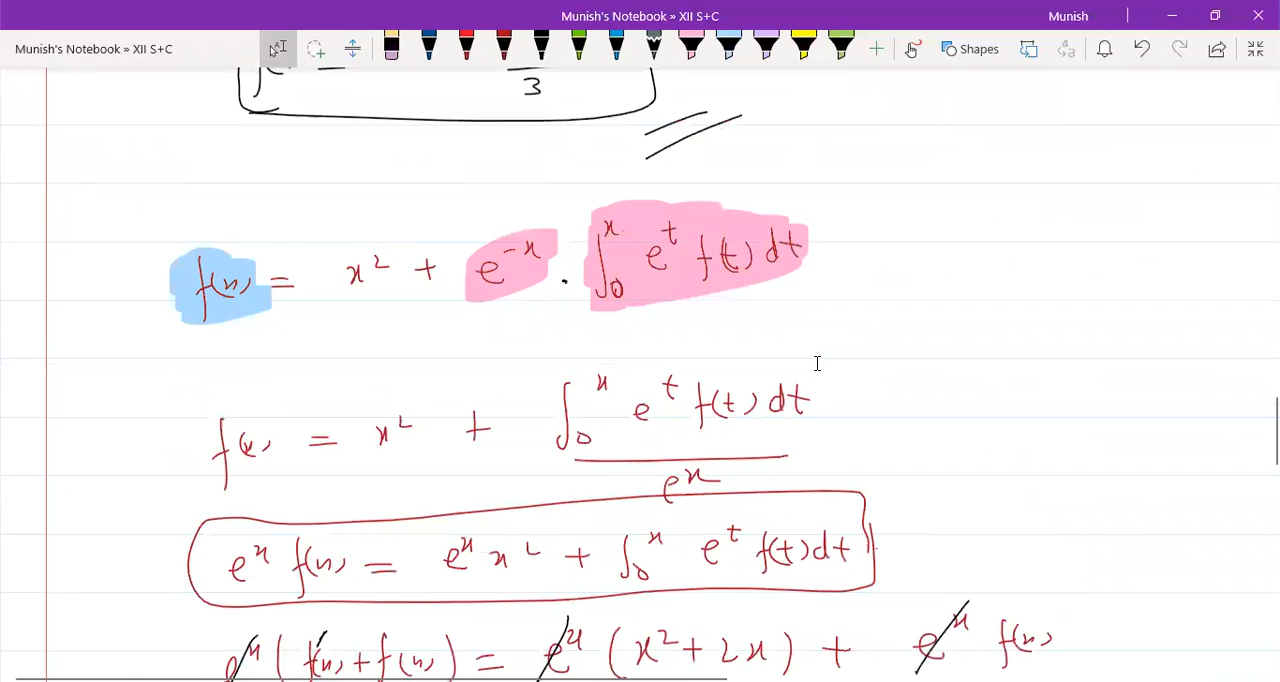 Munish's Notebook » XII S+C
Munish
Munish's Notebook » XII S+C
Shapes
3
f(x) = x² + e⁻ˣ · ∫₀ˣ eᵗ f(t) dt
f(x) = x² + ∫₀ˣ eᵗ f(t) dt
eˣ
eˣ f(x) = eˣ x² + ∫₀ˣ eᵗ f(t) dt
eˣ (f'(x) + f(x)) = eˣ (x² + 2x) + eˣ f(x)